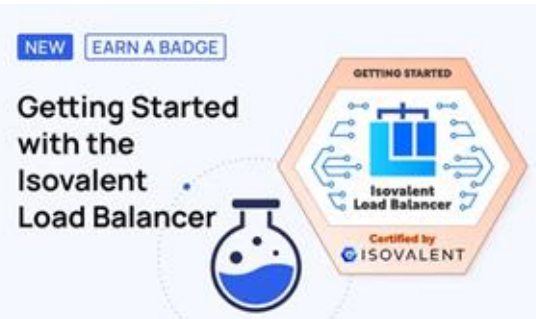 NEW
EARN A BADGE
Getting Started
with the
Isovalent
Load Balancer
GETTING STARTED
Isovalent
Load Balancer
Certified by
ISOVALENT